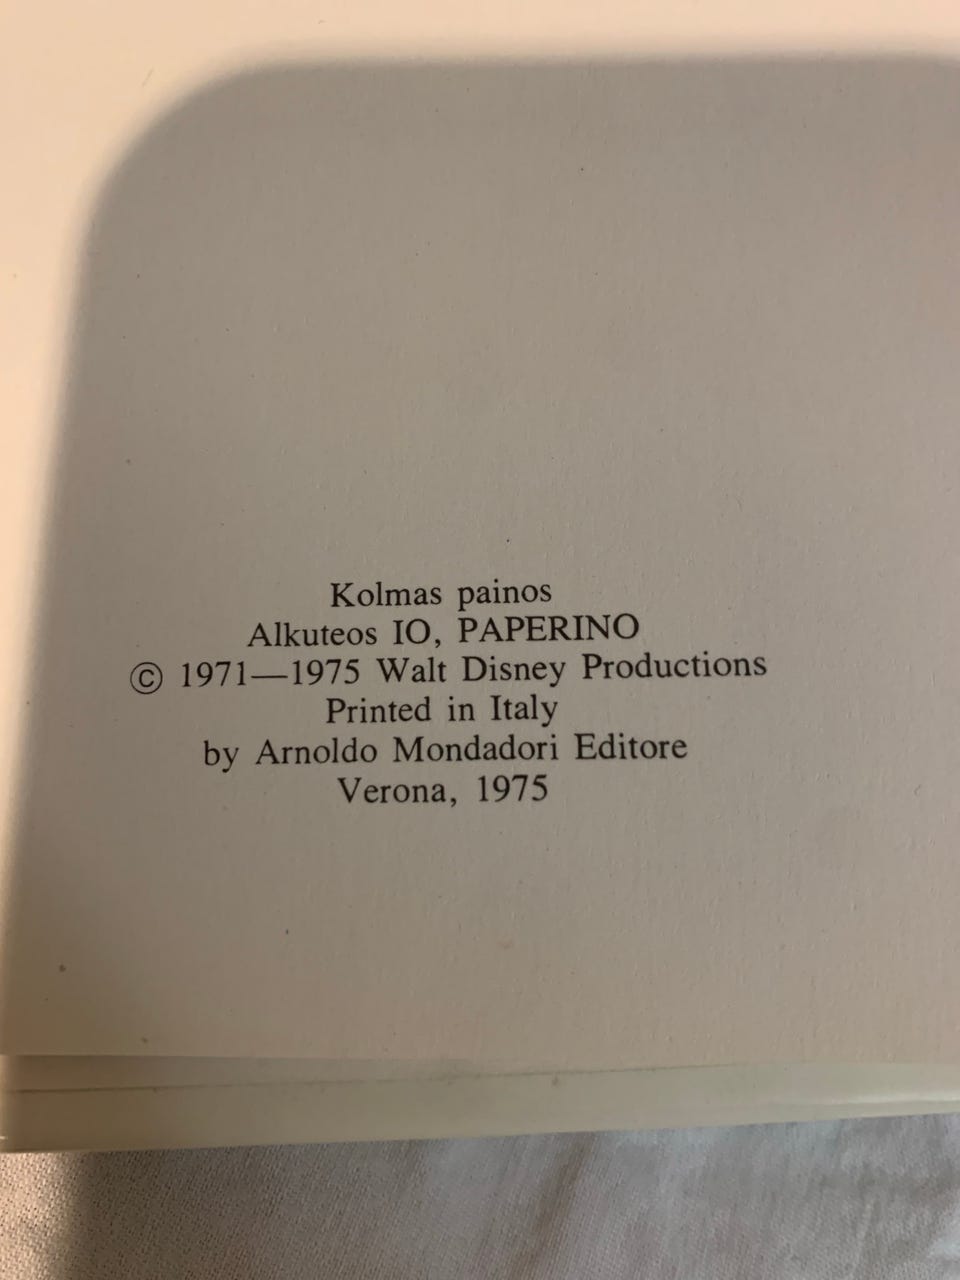 Kolmas painos
Alkuteos IO, PAPERINO
© 1971—1975 Walt Disney Productions
Printed in Italy
by Arnoldo Mondadori Editore
Verona, 1975